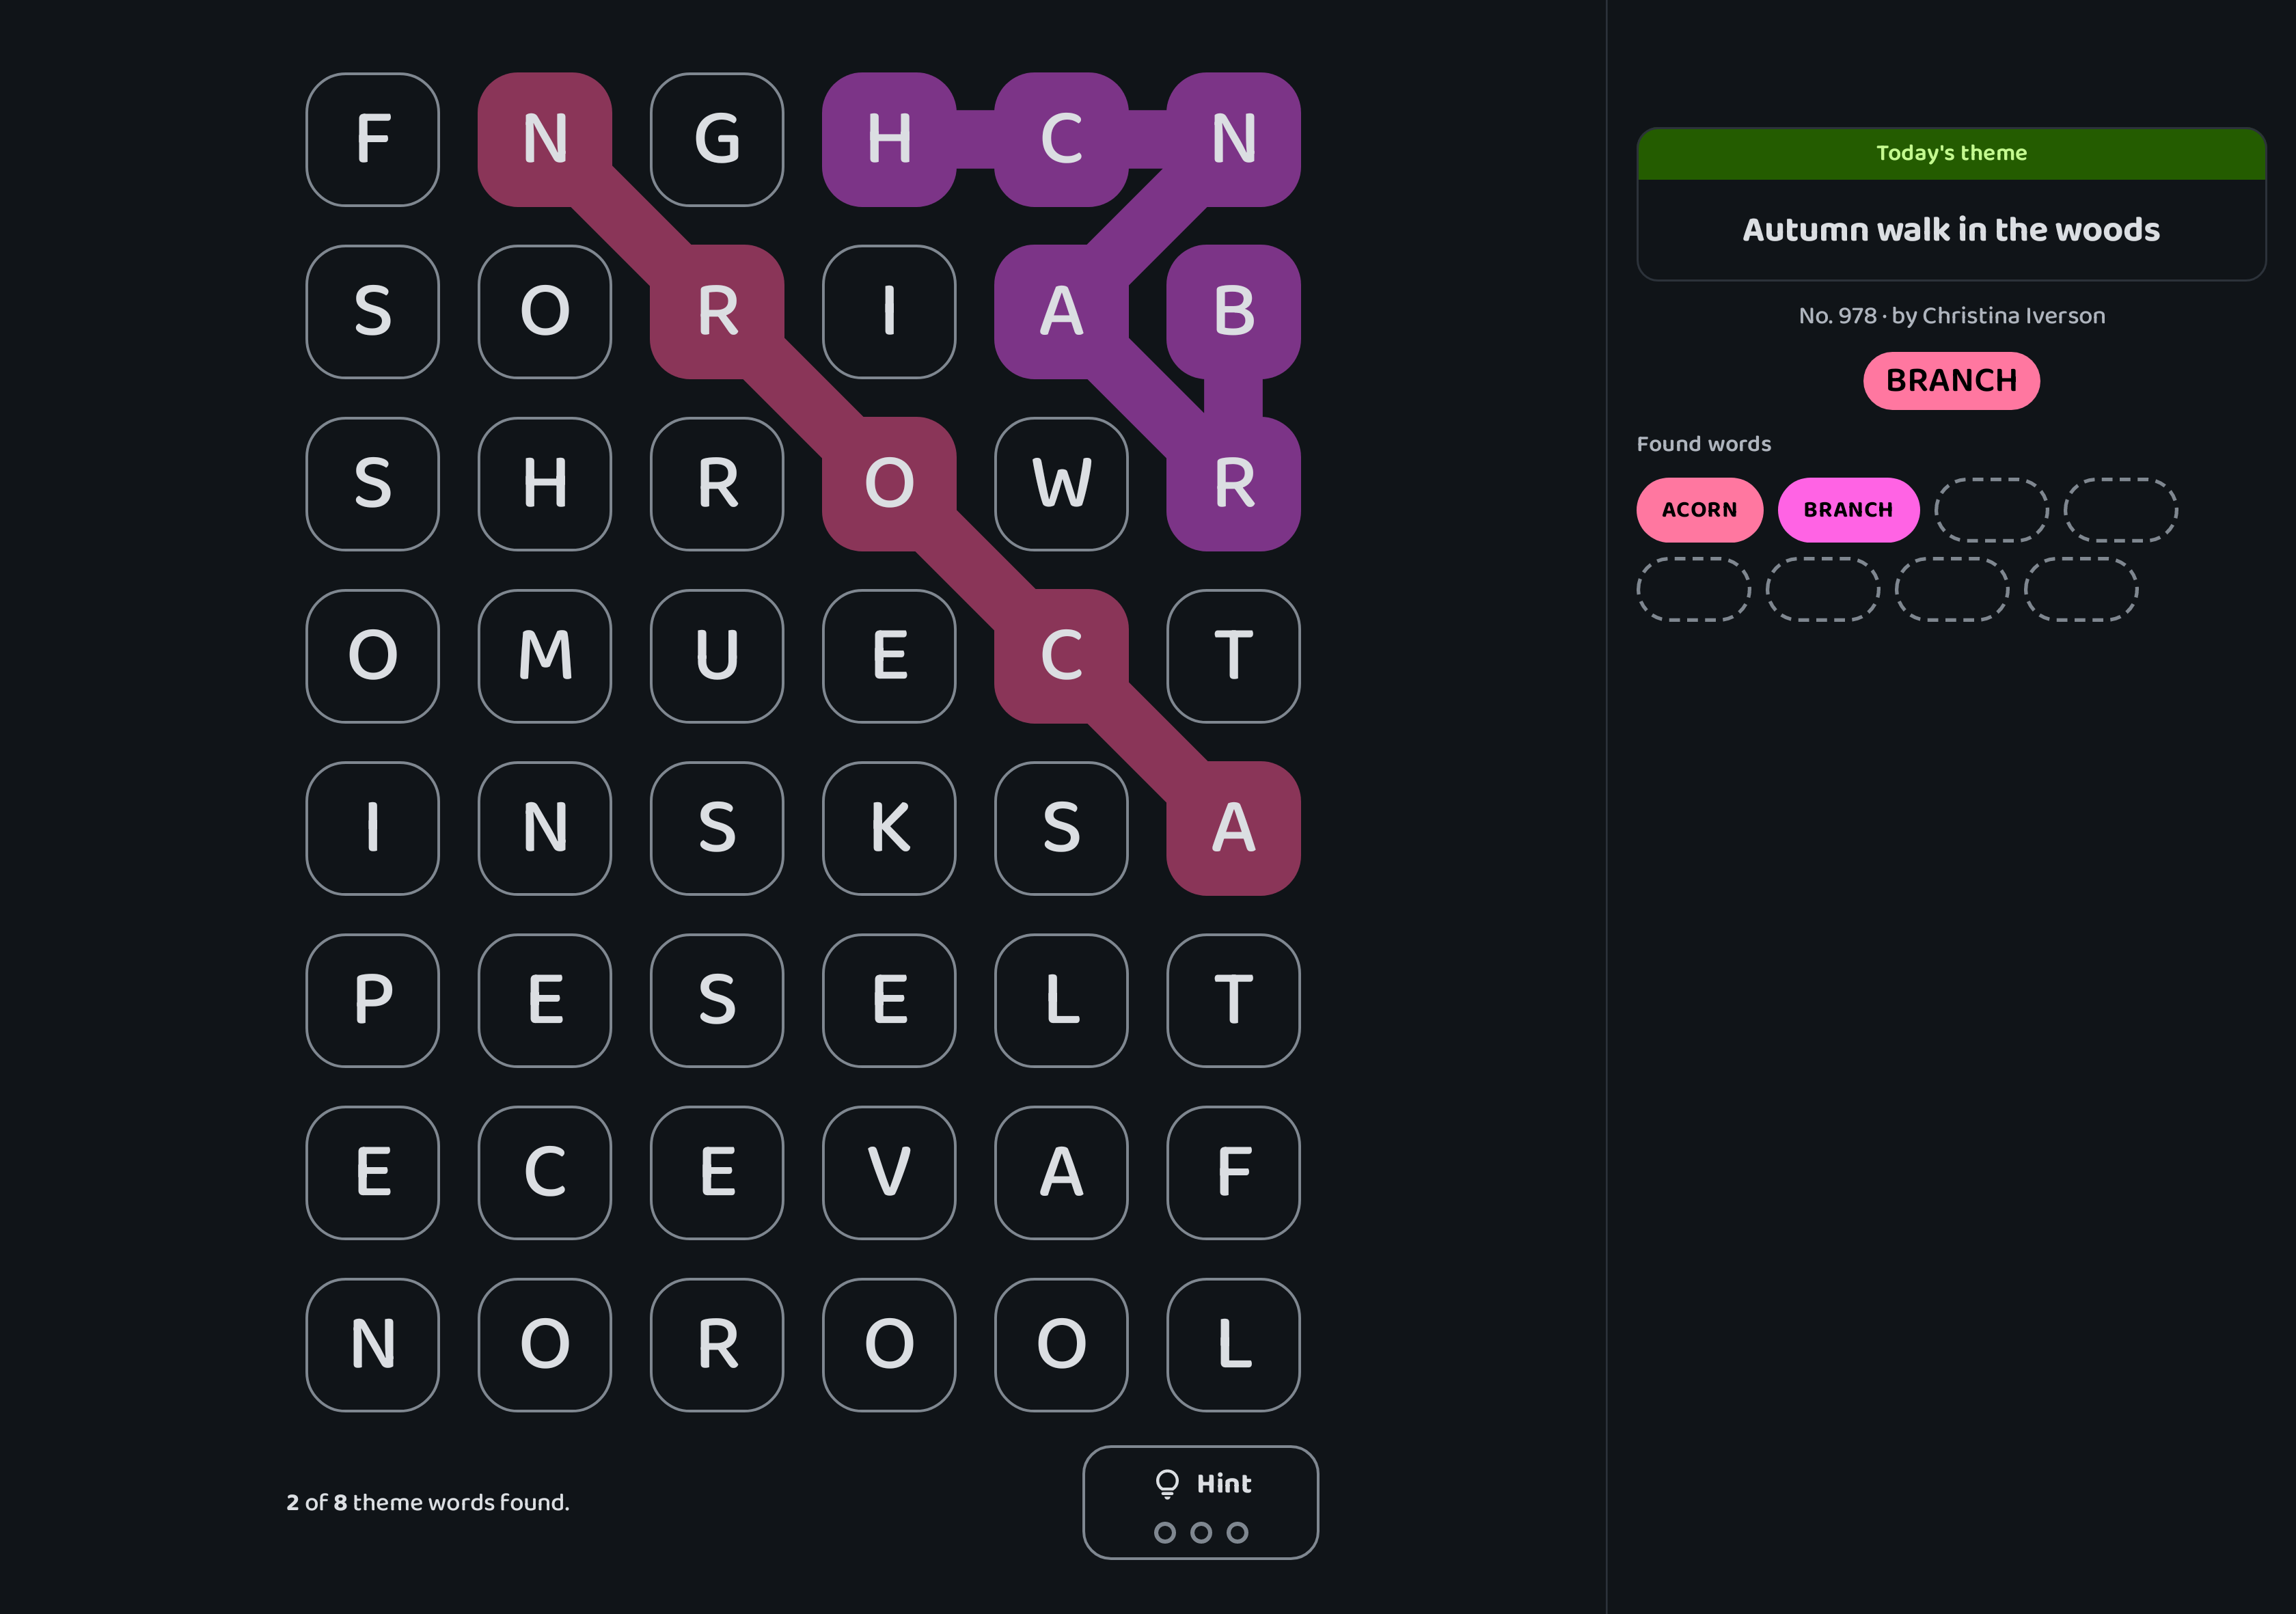 F N G H C N
S O R I A B
S H R O W R
O M U E C T
I N S K S A
P E S E L T
E C E V A F
N O R O O L
2 of 8 theme words found.
Hint
Today's theme
Autumn walk in the woods
No. 978 · by Christina Iverson
BRANCH
Found words
ACORN BRANCH